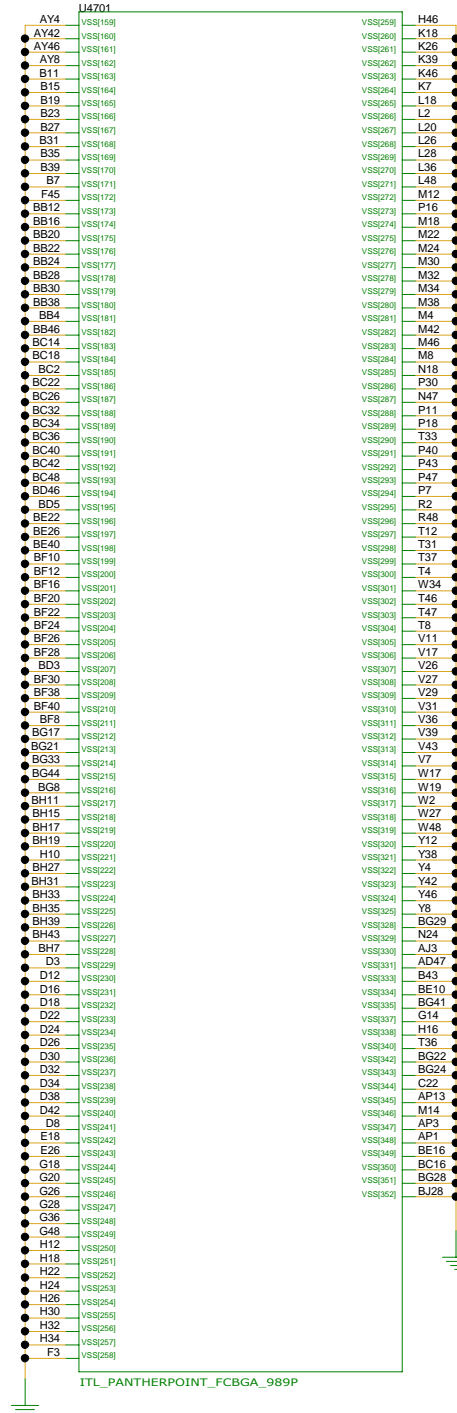 U4701
AY4 VSS[159] VSS[259] H46
AY42 VSS[160] VSS[260] K18
AY46 VSS[161] VSS[261] K26
AY8 VSS[162] VSS[262] K39
B11 VSS[163] VSS[263] K46
B15 VSS[164] VSS[264] K7
B19 VSS[165] VSS[265] L18
B23 VSS[166] VSS[266] L2
B27 VSS[167] VSS[267] L20
B31 VSS[168] VSS[268] L26
B35 VSS[169] VSS[269] L28
B39 VSS[170] VSS[270] L36
B7 VSS[171] VSS[271] L48
F45 VSS[172] VSS[272] M12
BB12 VSS[173] VSS[273] P16
BB16 VSS[174] VSS[274] M18
BB20 VSS[175] VSS[275] M22
BB22 VSS[176] VSS[276] M24
BB24 VSS[177] VSS[277] M30
BB28 VSS[178] VSS[278] M32
BB30 VSS[179] VSS[279] M34
BB38 VSS[180] VSS[280] M38
BB4 VSS[181] VSS[281] M4
BB46 VSS[182] VSS[282] M42
BC14 VSS[183] VSS[283] M46
BC18 VSS[184] VSS[284] M8
BC2 VSS[185] VSS[285] N18
BC22 VSS[186] VSS[286] P30
BC26 VSS[187] VSS[287] N47
BC32 VSS[188] VSS[288] P11
BC34 VSS[189] VSS[289] P18
BC36 VSS[190] VSS[290] T33
BC40 VSS[191] VSS[291] P40
BC42 VSS[192] VSS[292] P43
BC48 VSS[193] VSS[293] P47
BD46 VSS[194] VSS[294] P7
BD5 VSS[195] VSS[295] R2
BE22 VSS[196] VSS[296] R48
BE26 VSS[197] VSS[297] T12
BE40 VSS[198] VSS[298] T31
BF10 VSS[199] VSS[299] T37
BF12 VSS[200] VSS[300] T4
BF16 VSS[201] VSS[301] W34
BF20 VSS[202] VSS[302] T46
BF22 VSS[203] VSS[303] T47
BF24 VSS[204] VSS[304] T8
BF26 VSS[205] VSS[305] V11
BF28 VSS[206] VSS[306] V17
BD3 VSS[207] VSS[307] V26
BF30 VSS[208] VSS[308] V27
BF38 VSS[209] VSS[309] V29
BF40 VSS[210] VSS[310] V31
BF8 VSS[211] VSS[311] V36
BG17 VSS[212] VSS[312] V39
BG21 VSS[213] VSS[313] V43
BG33 VSS[214] VSS[314] V7
BG44 VSS[215] VSS[315] W17
BG8 VSS[216] VSS[316] W19
BH11 VSS[217] VSS[317] W2
BH15 VSS[218] VSS[318] W27
BH17 VSS[219] VSS[319] W48
BH19 VSS[220] VSS[320] Y12
H10 VSS[221] VSS[321] Y38
BH27 VSS[222] VSS[322] Y4
BH31 VSS[223] VSS[323] Y42
BH33 VSS[224] VSS[324] Y46
BH35 VSS[225] VSS[325] Y8
BH39 VSS[226] VSS[328] BG29
BH43 VSS[227] VSS[329] N24
BH7 VSS[228] VSS[330] AJ3
D3 VSS[229] VSS[331] AD47
D12 VSS[230] VSS[333] B43
D16 VSS[231] VSS[334] BE10
D18 VSS[232] VSS[335] BG41
D22 VSS[233] VSS[337] G14
D24 VSS[234] VSS[338] H16
D26 VSS[235] VSS[340] T36
D30 VSS[236] VSS[342] BG22
D32 VSS[237] VSS[343] BG24
D34 VSS[238] VSS[344] C22
D38 VSS[239] VSS[345] AP13
D42 VSS[240] VSS[346] M14
D8 VSS[241] VSS[347] AP3
E18 VSS[242] VSS[348] AP1
E26 VSS[243] VSS[349] BE16
G18 VSS[244] VSS[350] BC16
G20 VSS[245] VSS[351] BG28
G26 VSS[246] VSS[352] BJ28
G28 VSS[247]
G36 VSS[248]
G48 VSS[249]
H12 VSS[250]
H18 VSS[251]
H22 VSS[252]
H24 VSS[253]
H26 VSS[254]
H30 VSS[255]
H32 VSS[256]
H34 VSS[257]
F3 VSS[258]
ITL_PANTHERPOINT_FCBGA_989P